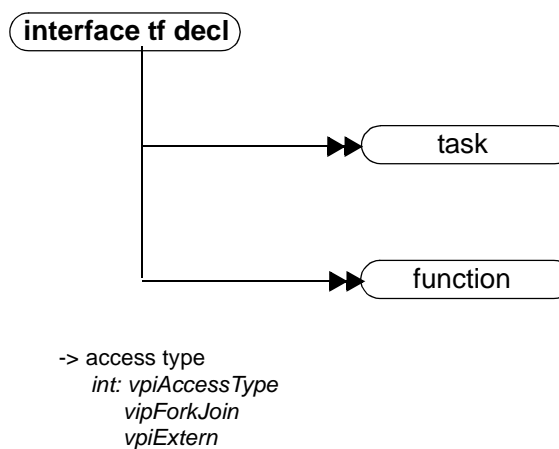 interface tf decl
task
function
-> access type
int: vpiAccessType
vipForkJoin
vpiExtern